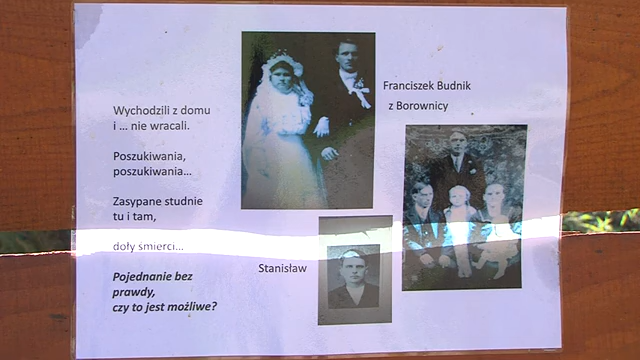 Wychodzili z domu
i ... nie wracali.
Poszukiwania,
poszukiwania...
Zasypane studnie
tu i tam,
doły śmierci...
Pojednanie bez
prawdy,
czy to jest możliwe?
Franciszek Budnik
z Borownicy
Stanisław